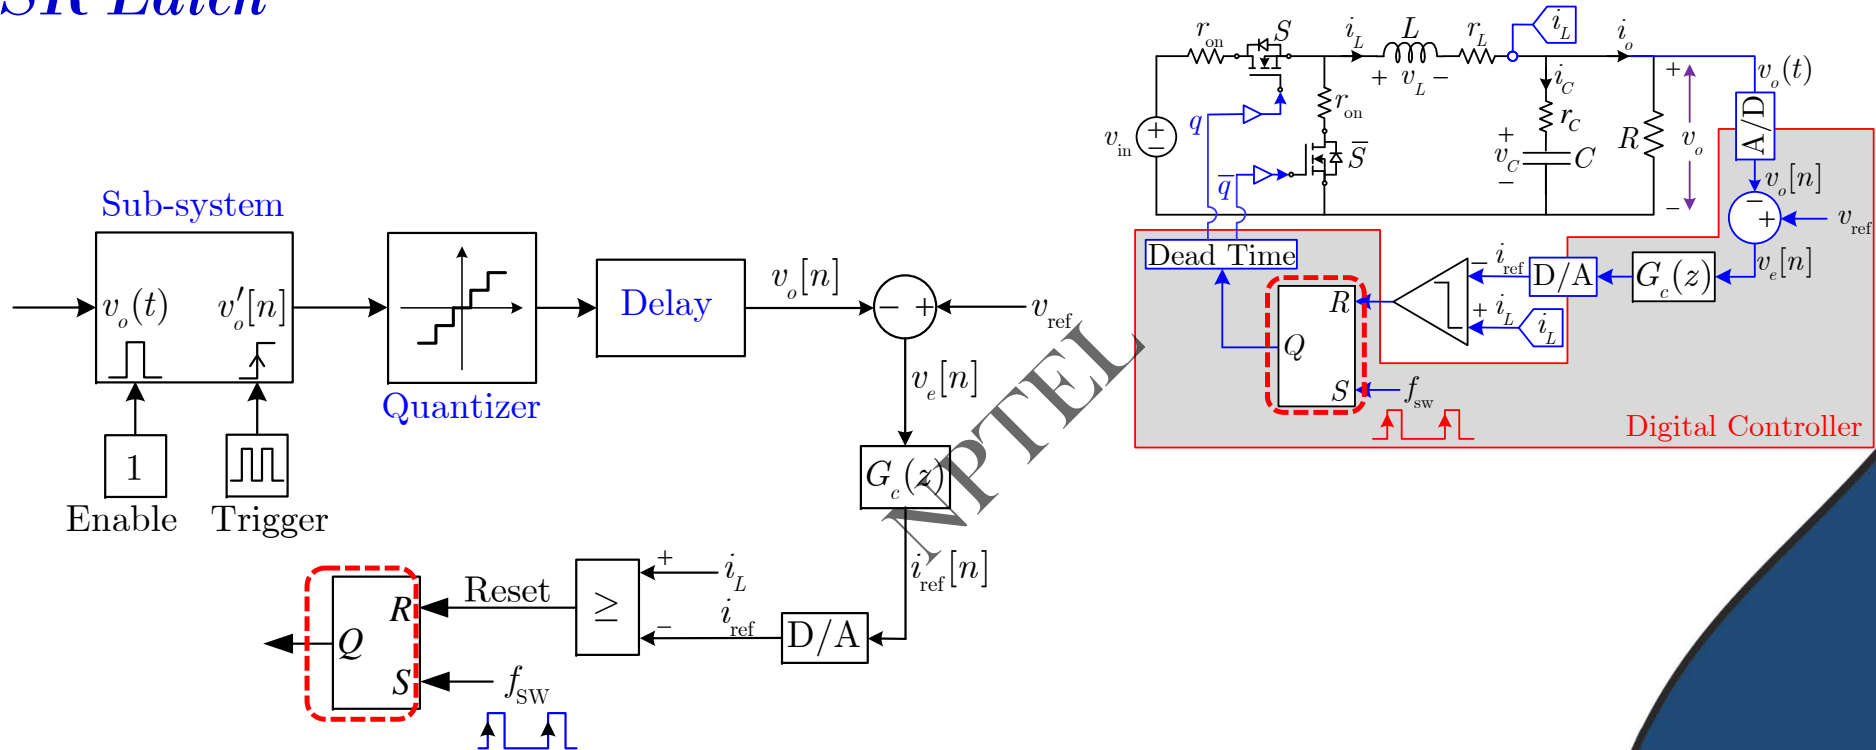 SR Latch
Sub-system
v_o(t)
v'_o[n]
1
Enable
Trigger
Quantizer
Delay
v_o[n]
−
+
v_ref
v_e[n]
G_c(z)
i_ref[n]
D/A
i_ref
−
+
i_L
≥
Reset
R
Q
S
f_SW
NPTEL
r_on
S
i_L
L
+ v_L −
r_L
i_L
i_o
i_C
r_C
+
v_C
−
C
R
+
v_o
−
v_o(t)
A/D
v_o[n]
−
+
v_ref
v_e[n]
G_c(z)
D/A
i_ref
−
+ i_L
i_L
v_in
+
−
q
r_on
S̅
q̅
Dead Time
R
Q
S
f_sw
Digital Controller